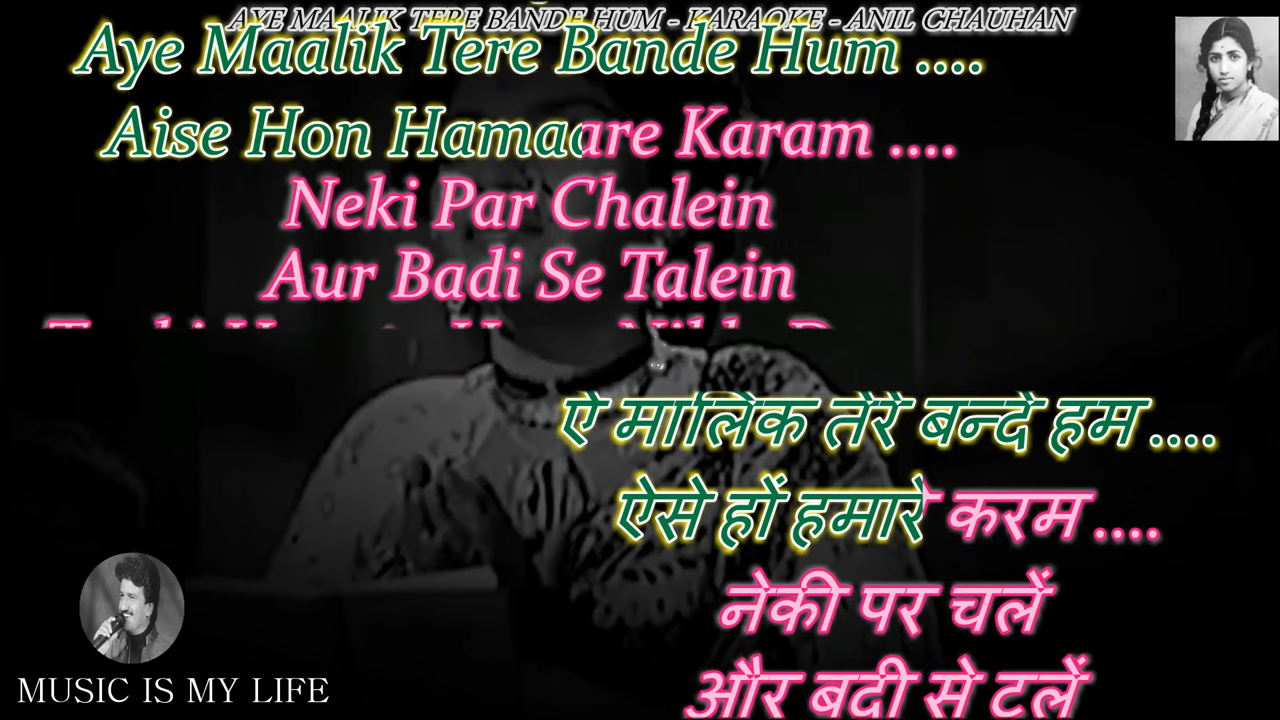 AYE MAALIK TERE BANDE HUM - KARAOKE - ANIL CHAUHAN
Aye Maalik Tere Bande Hum ....
Aise Hon Hamaare Karam ....
Neki Par Chalein
Aur Badi Se Talein
ऐ मालिक तेरे बन्दे हम ....
ऐसे हों हमारे करम ....
नेकी पर चलें
और बदी से टलें
MUSIC IS MY LIFE